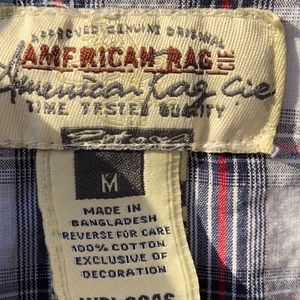 APPROVED GENUINE ORIGINAL
AMERICAN RAG CIE
American Rag Cie
TIME TESTED QUALITY
M
MADE IN
BANGLADESH
REVERSE FOR CARE
100% COTTON
EXCLUSIVE OF
DECORATION